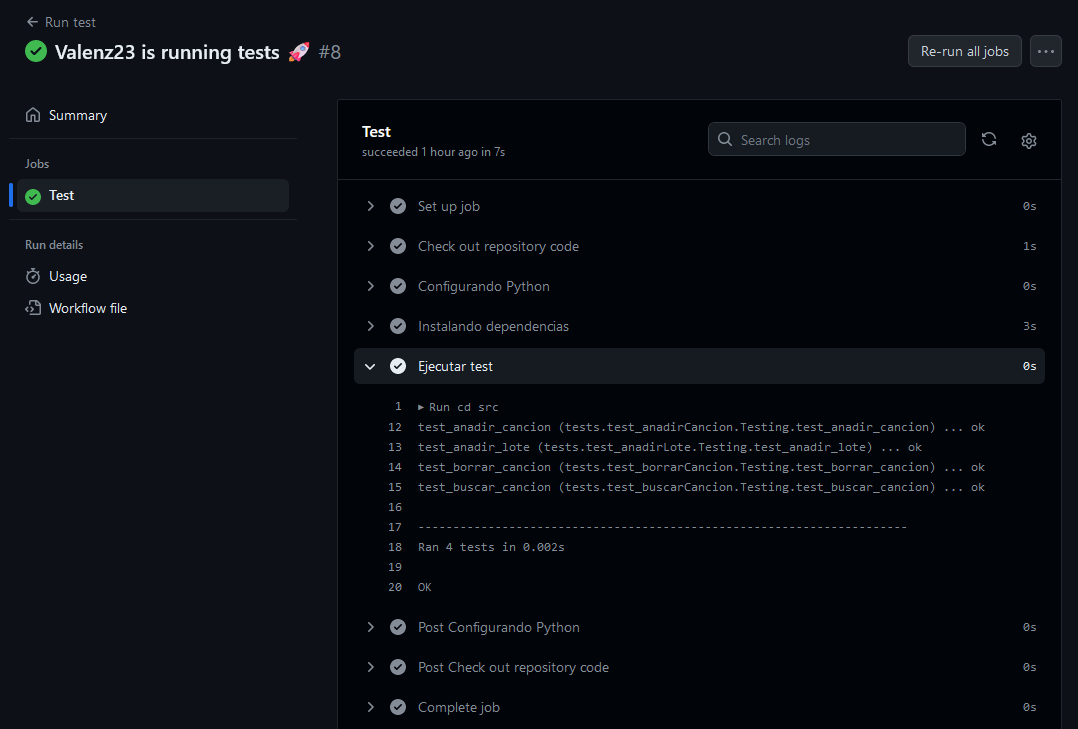 ← Run test
Valenz23 is running tests 🚀 #8
Re-run all jobs
Summary
Jobs
Test
Run details
Usage
Workflow file
Test
succeeded 1 hour ago in 7s
Search logs
Set up job 0s
Check out repository code 1s
Configurando Python 0s
Instalando dependencias 3s
Ejecutar test 0s
1 ▶ Run cd src
12 test_anadir_cancion (tests.test_anadirCancion.Testing.test_anadir_cancion) ... ok
13 test_anadir_lote (tests.test_anadirLote.Testing.test_anadir_lote) ... ok
14 test_borrar_cancion (tests.test_borrarCancion.Testing.test_borrar_cancion) ... ok
15 test_buscar_cancion (tests.test_buscarCancion.Testing.test_buscar_cancion) ... ok
16
17 ----------------------------------------------------------------------
18 Ran 4 tests in 0.002s
19
20 OK
Post Configurando Python 0s
Post Check out repository code 0s
Complete job 0s